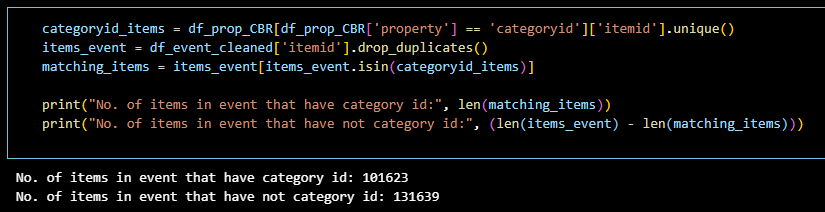 categoryid_items = df_prop_CBR[df_prop_CBR['property'] == 'categoryid']['itemid'].unique()
items_event = df_event_cleaned['itemid'].drop_duplicates()
matching_items = items_event[items_event.isin(categoryid_items)]
print("No. of items in event that have category id:", len(matching_items))
print("No. of items in event that have not category id:", (len(items_event) - len(matching_items)))
No. of items in event that have category id: 101623
No. of items in event that have not category id: 131639